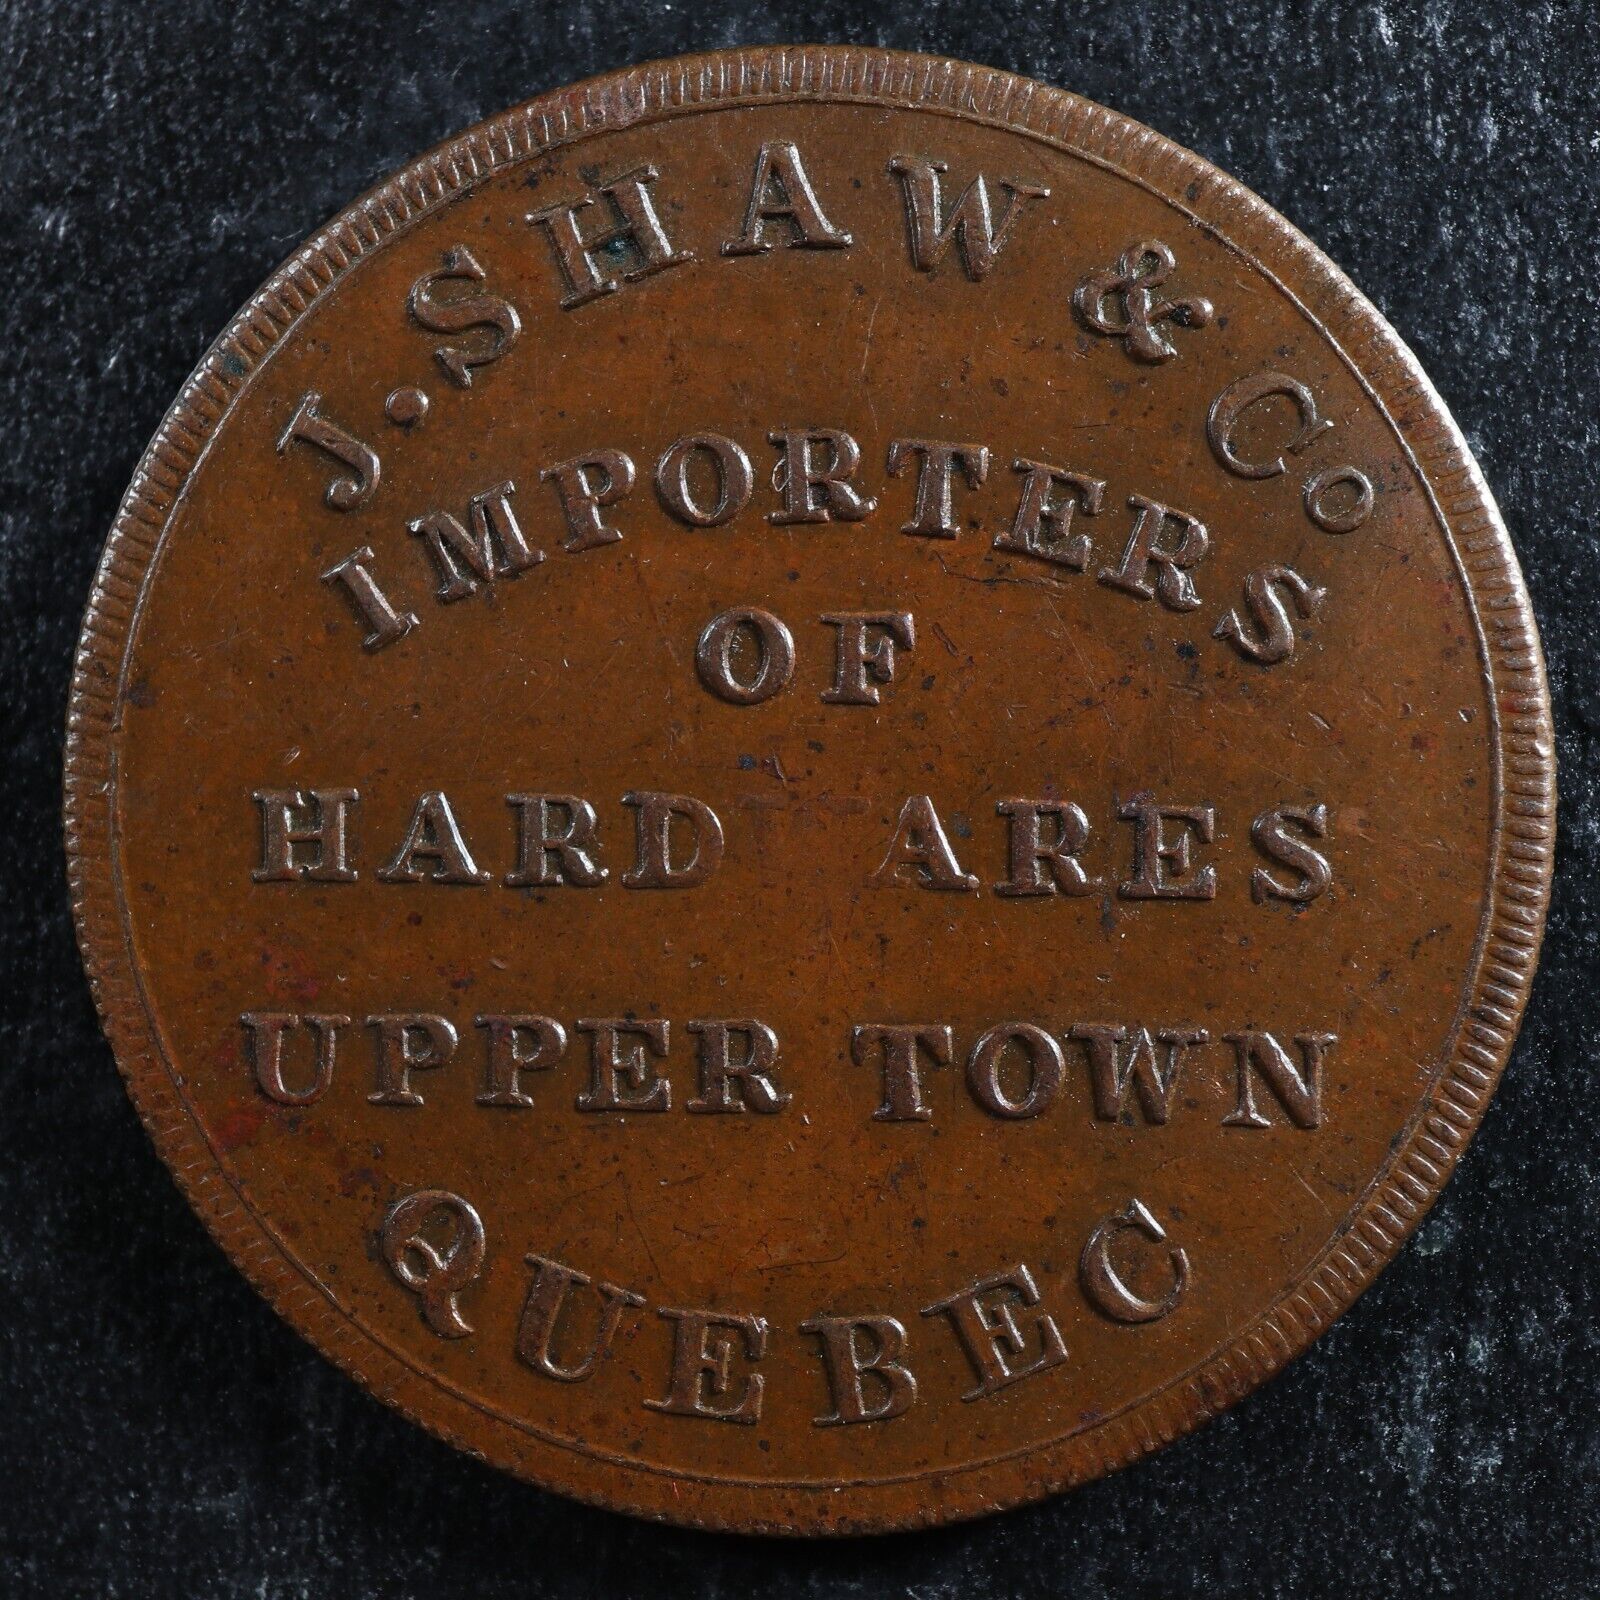 J. SHAW & Co
IMPORTERS
OF
HARD ARES
UPPER TOWN
QUEBEC